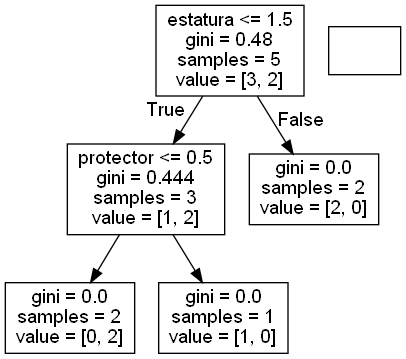 estatura <= 1.5
gini = 0.48
samples = 5
value = [3, 2]
True
False
protector <= 0.5
gini = 0.444
samples = 3
value = [1, 2]
gini = 0.0
samples = 2
value = [2, 0]
gini = 0.0
samples = 2
value = [0, 2]
gini = 0.0
samples = 1
value = [1, 0]